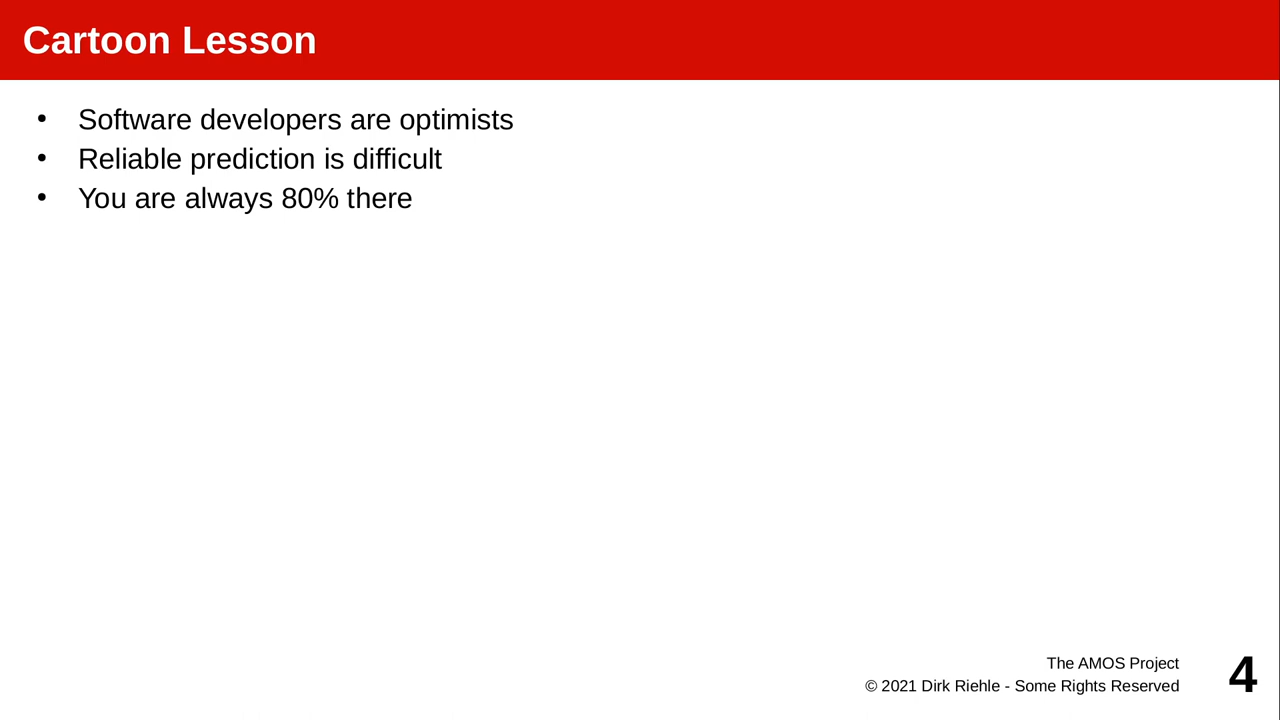 Cartoon Lesson
• Software developers are optimists
• Reliable prediction is difficult
• You are always 80% there
The AMOS Project
© 2021 Dirk Riehle - Some Rights Reserved
4